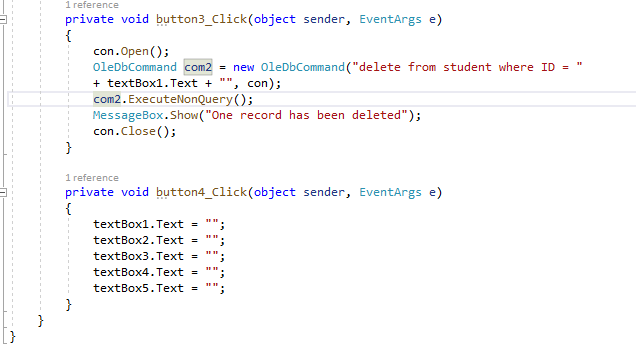 1 reference
private void button3_Click(object sender, EventArgs e)
{
con.Open();
OleDbCommand com2 = new OleDbCommand("delete from student where ID = "
+ textBox1.Text + "", con);
com2.ExecuteNonQuery();
MessageBox.Show("One record has been deleted");
con.Close();
}
1 reference
private void button4_Click(object sender, EventArgs e)
{
textBox1.Text = "";
textBox2.Text = "";
textBox3.Text = "";
textBox4.Text = "";
textBox5.Text = "";
}
}
}